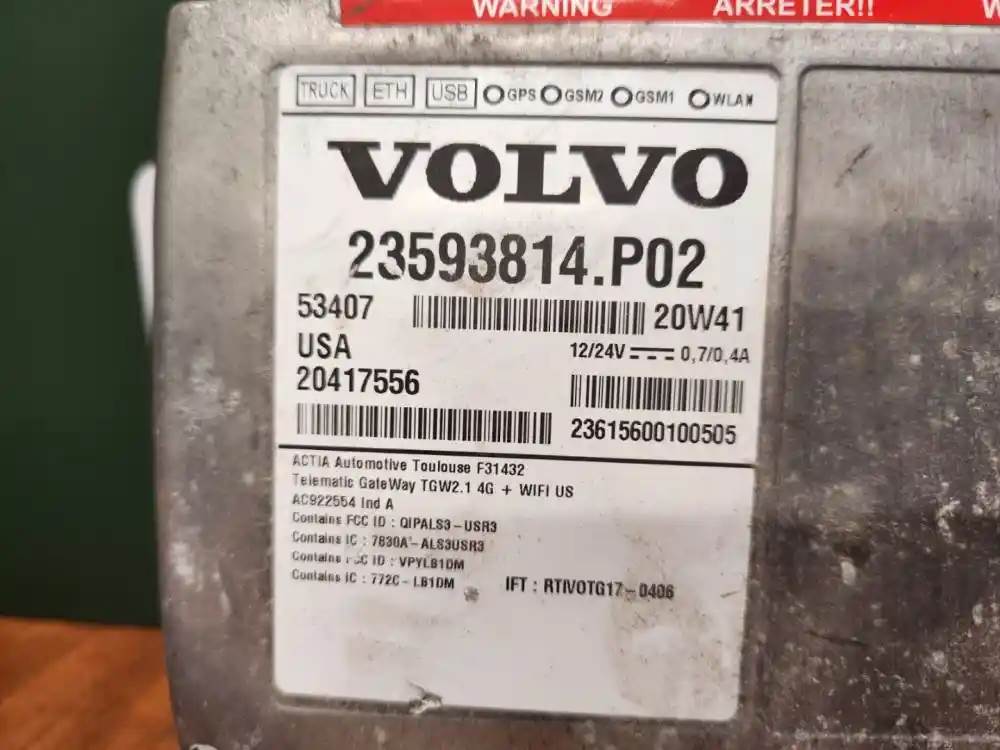 WARNING ARRETER!! W
TRUCK ETH USB GPS GSM2 GSM1 WLAN
VOLVO
23593814.P02
53407 20W41
USA 12/24V 0,7/0,4A
20417556
23615600100505
ACTIA Automotive Toulouse F31432
Telematic GateWay TGW2.1 4G + WIFI US
AC922554 Ind A
Contains FCC ID : QIPALS3-USR3
Contains IC : 7830A-ALS3USR3
Contains FCC ID : VPYLB1DM
Contains IC : 772C-LB1DM IFT : RTIVOTG17-0406